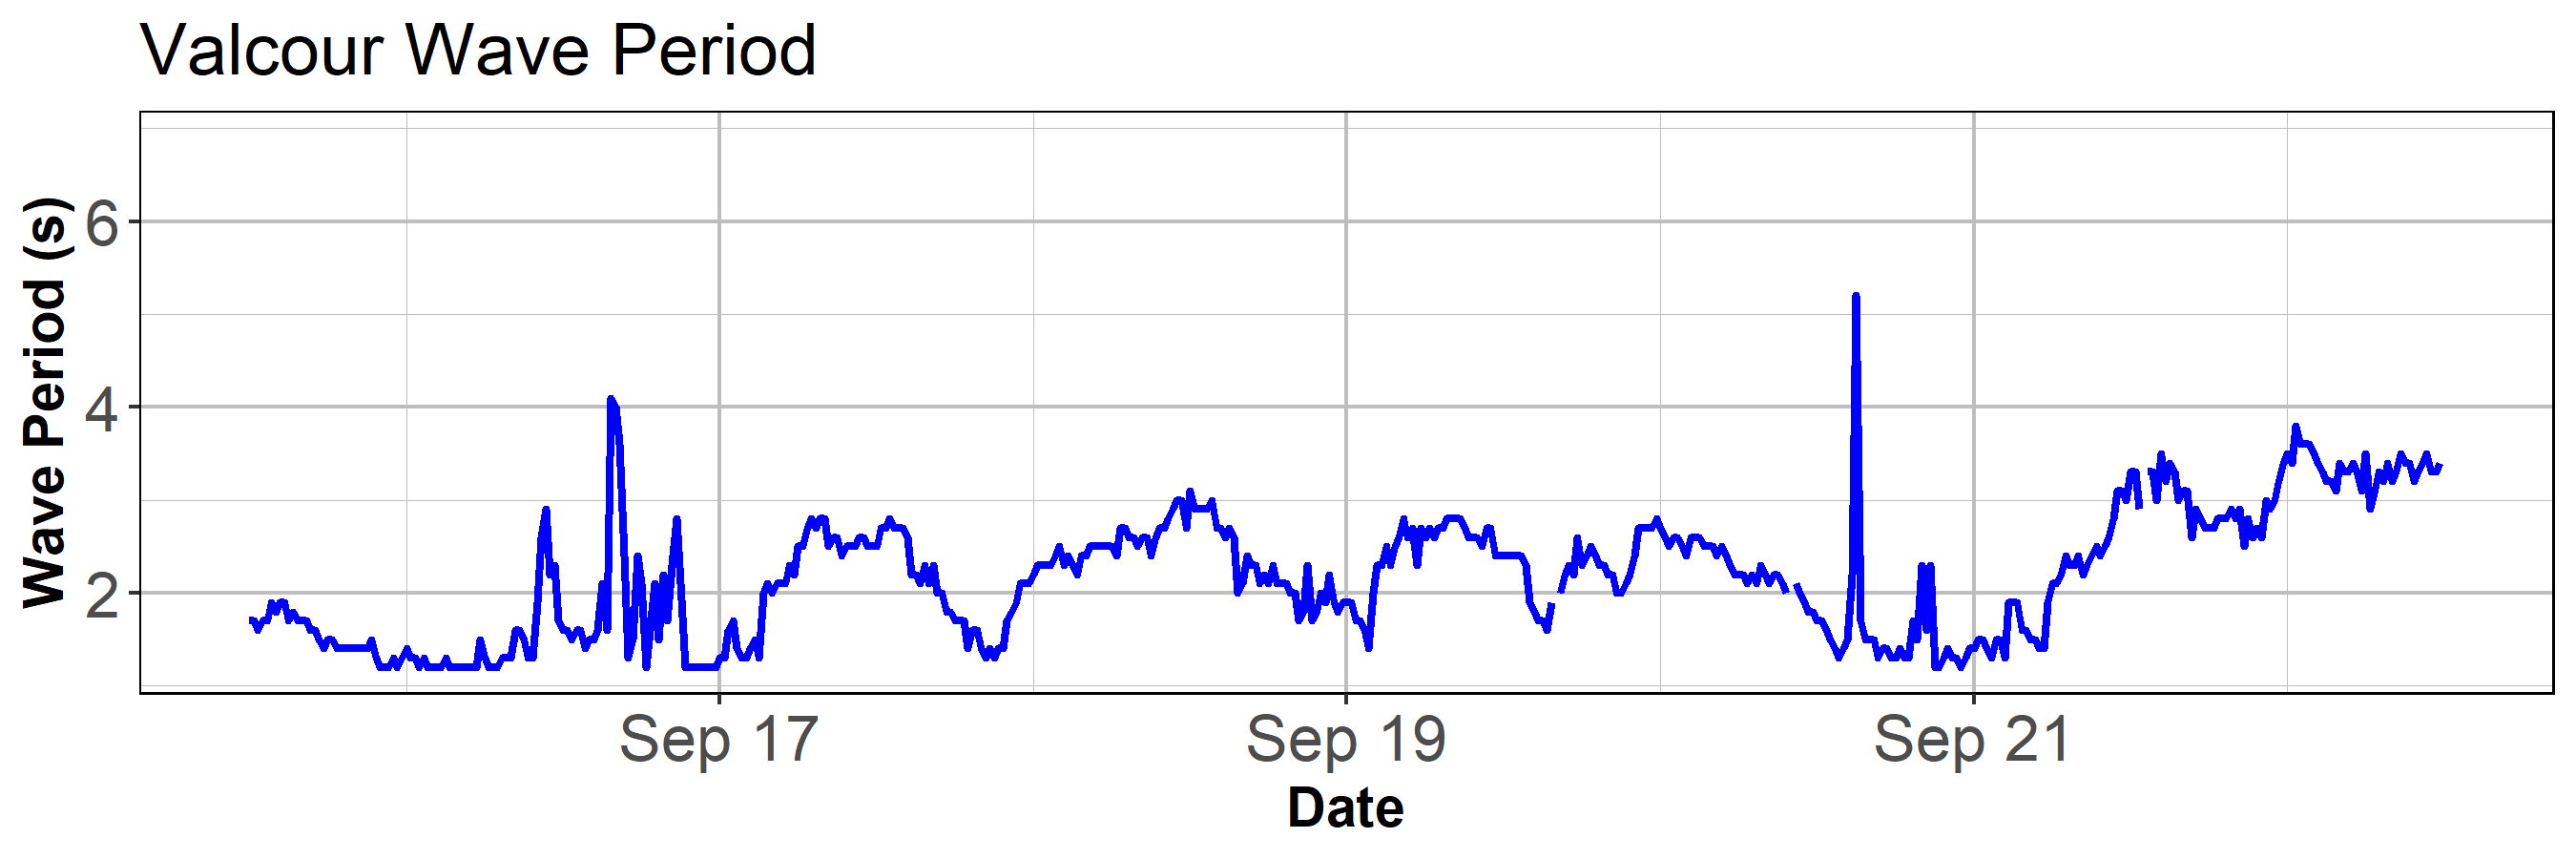 Valcour Wave Period
Wave Period (s)
6
4
2
Sep 17
Sep 19
Sep 21
Date